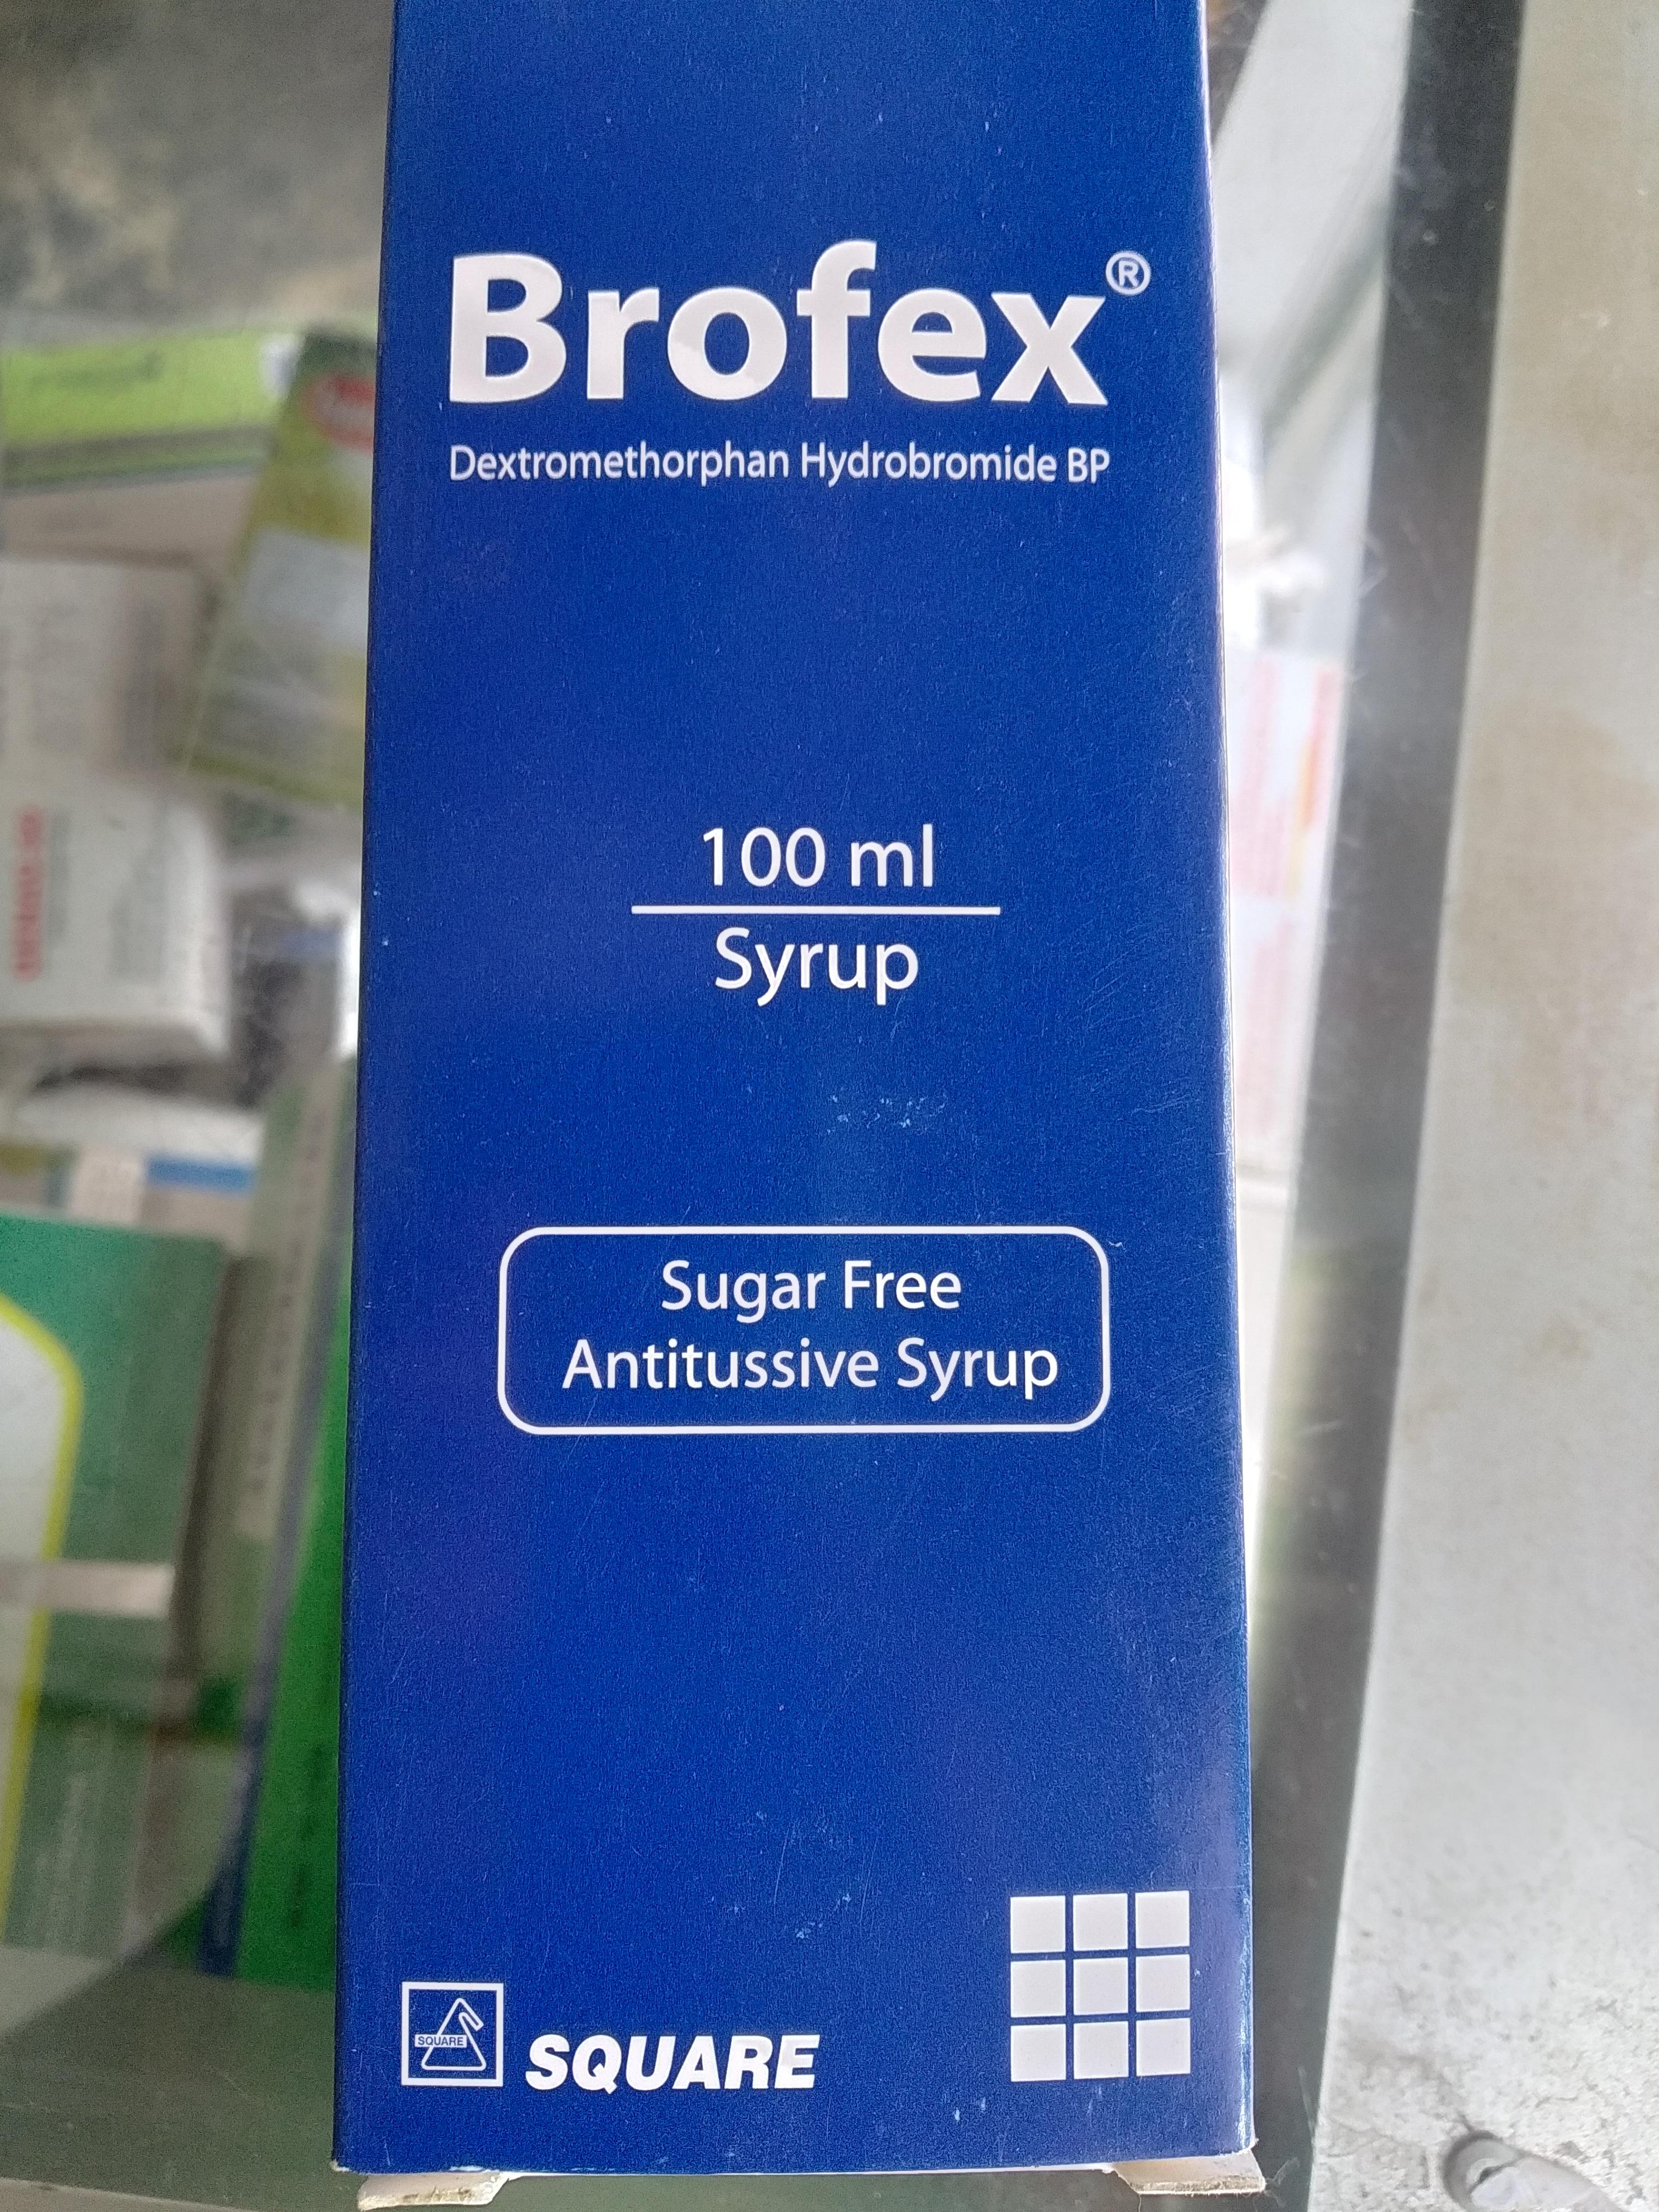 Brofex®
Dextromethorphan Hydrobromide BP
100 ml
Syrup
Sugar Free
Antitussive Syrup
SQUARE
SQUARE